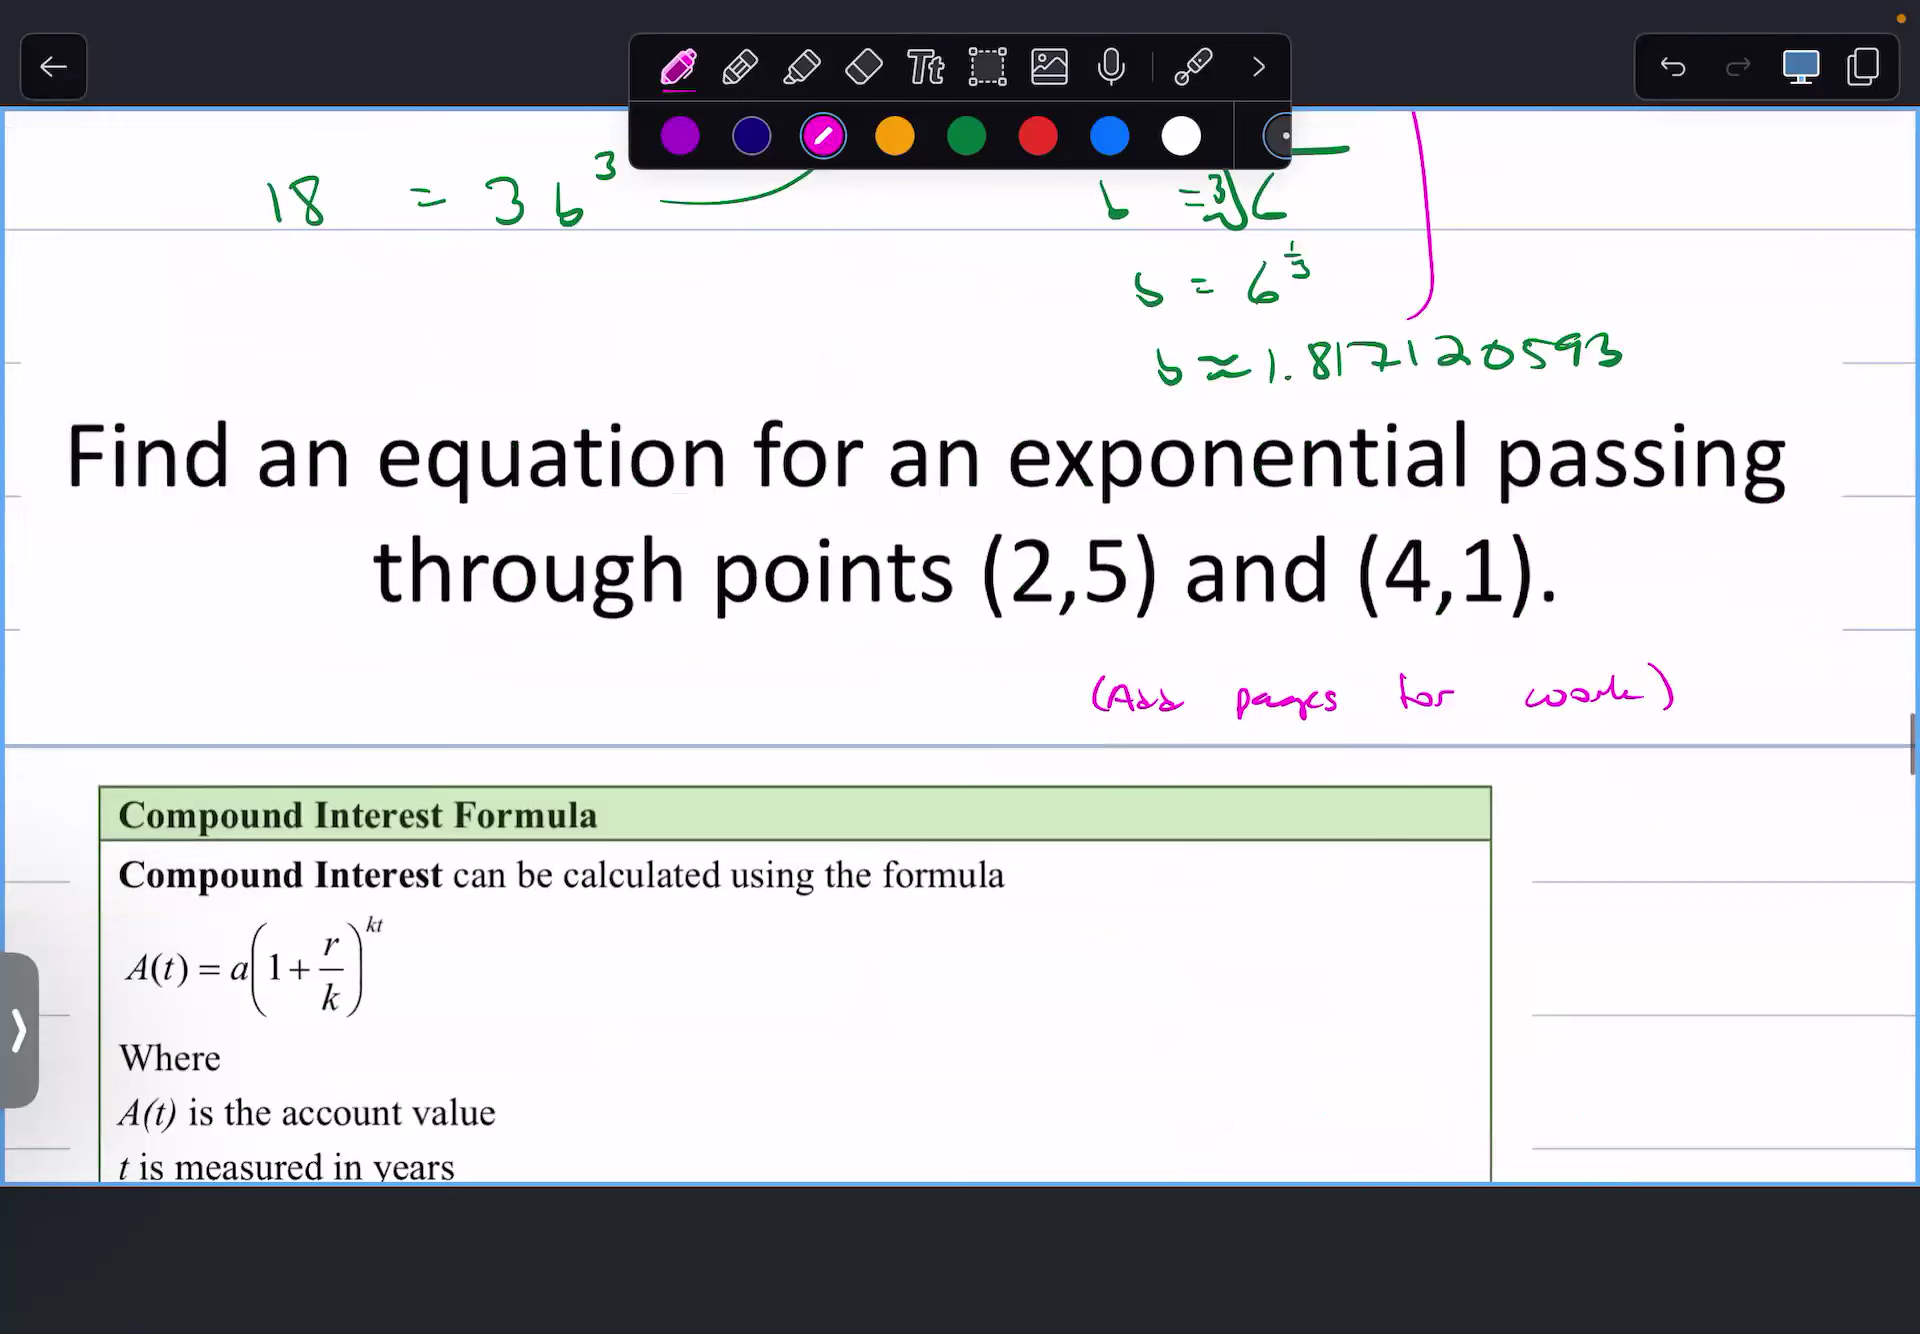 Tt
18 = 3b³
b = ³√6
b = 6^{1/3}
b ≈ 1.817120593
Find an equation for an exponential passing
through points (2,5) and (4,1).
(Add pages for work)
Compound Interest Formula
Compound Interest can be calculated using the formula
A(t) = a(1 + r/k)^{kt}
Where
A(t) is the account value
t is measured in years